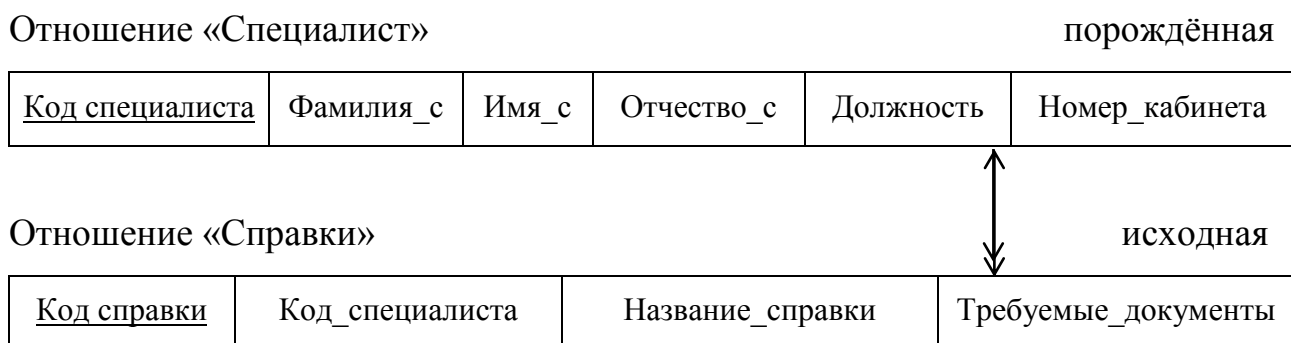 Отношение «Специалист» порождённая
Код специалиста Фамилия_с Имя_с Отчество_с Должность Номер_кабинета
Отношение «Справки» исходная
Код справки Код_специалиста Название_справки Требуемые_документы